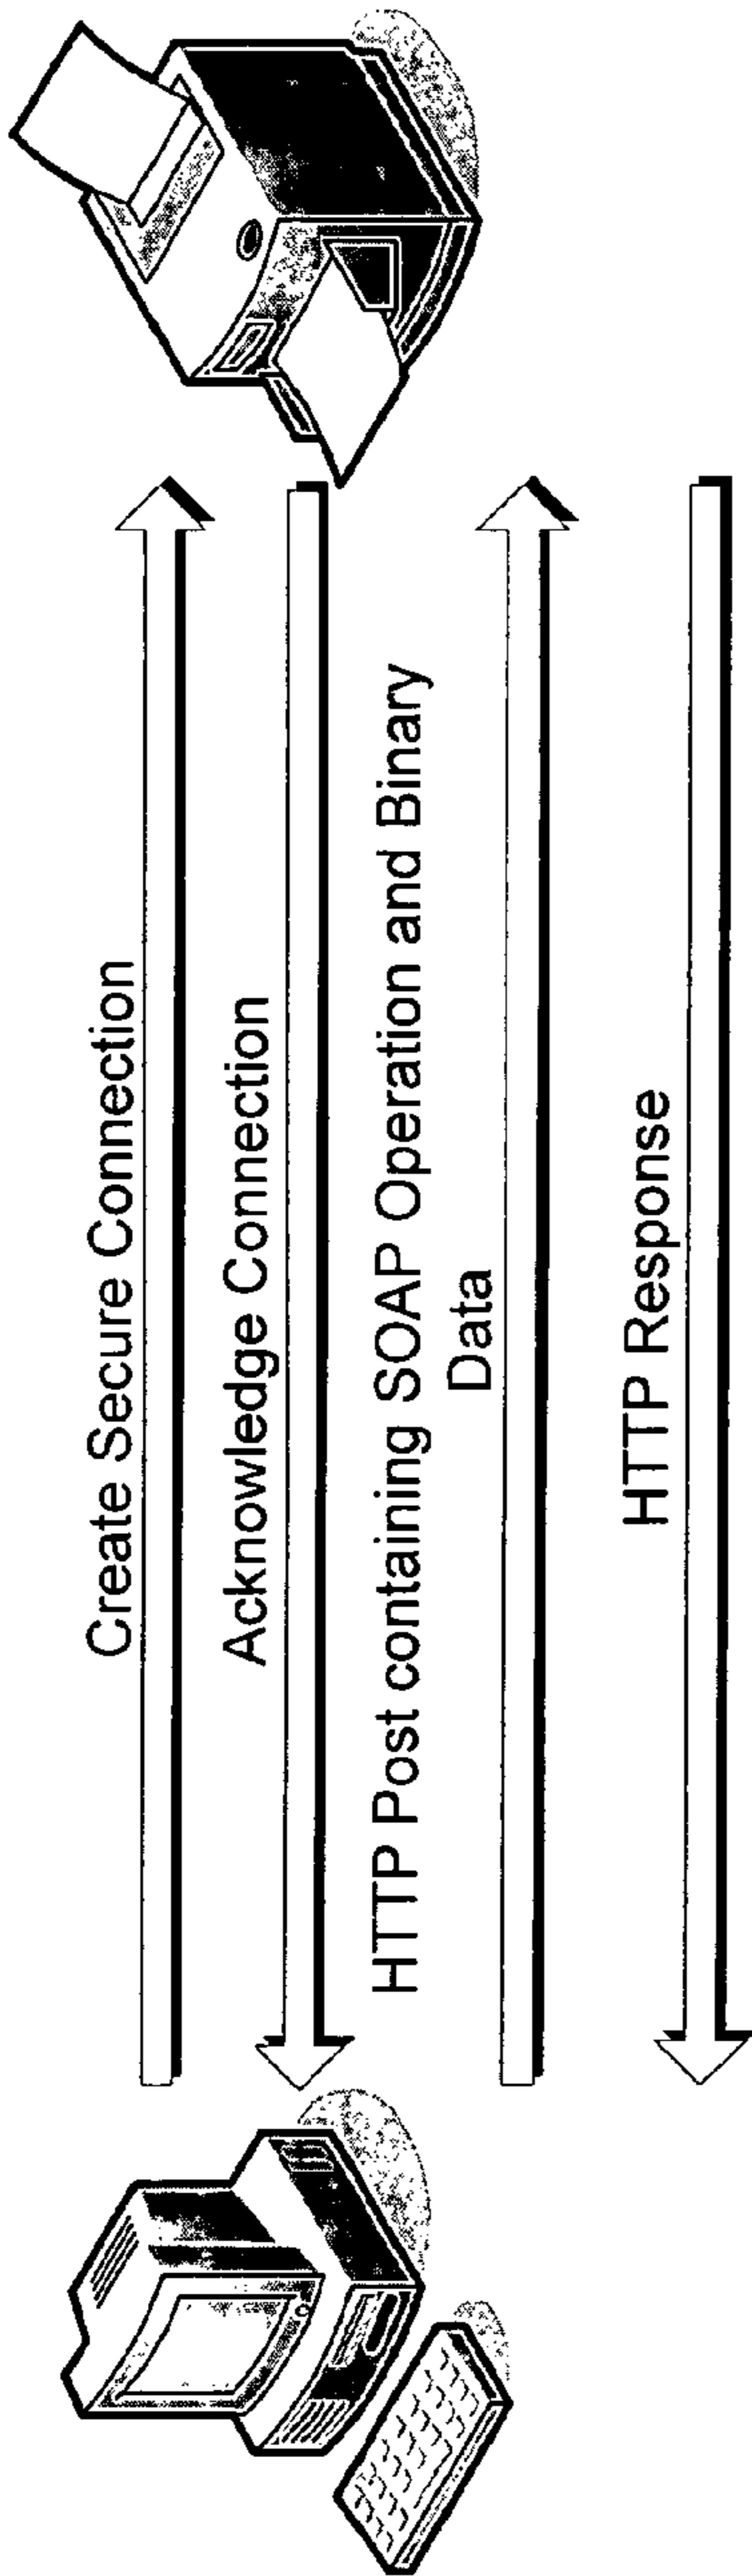 Create Secure Connection
Acknowledge Connection
HTTP Post containing SOAP Operation and Binary
Data
HTTP Response